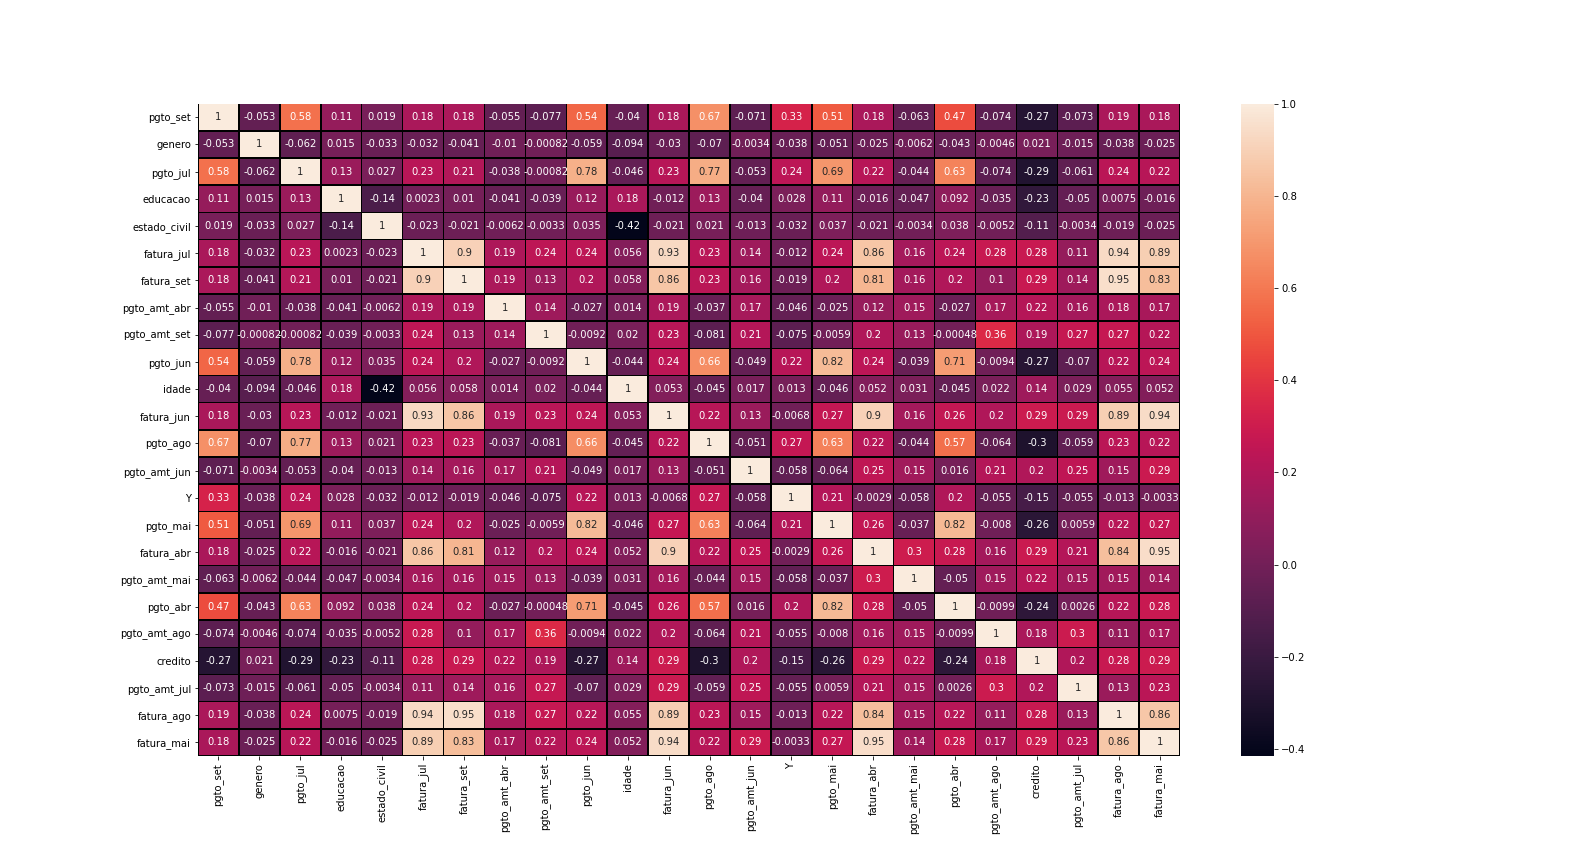 pgto_set 1 -0.053 0.58 0.11 0.019 0.18 0.18 -0.055 -0.077 0.54 -0.04 0.18 0.67 -0.071 0.33 0.51 0.18 -0.063 0.47 -0.074 -0.27 -0.073 0.19 0.18 1.0
genero -0.053 1 -0.062 0.015 -0.033 -0.032 -0.041 -0.01 -0.00082 -0.059 -0.094 -0.03 -0.07 -0.0034 -0.038 -0.051 -0.025 -0.0062 -0.043 -0.0046 0.021 -0.015 -0.038 -0.025
pgto_jul 0.58 -0.062 1 0.13 0.027 0.23 0.21 -0.038 -0.00082 0.78 -0.046 0.23 0.77 -0.053 0.24 0.69 0.22 -0.044 0.63 -0.074 -0.29 -0.061 0.24 0.22
educacao 0.11 0.015 0.13 1 -0.14 0.0023 0.01 -0.041 -0.039 0.12 0.18 -0.012 0.13 -0.04 0.028 0.11 -0.016 -0.047 0.092 -0.035 -0.23 -0.05 0.0075 -0.016 0.8
estado_civil 0.019 -0.033 0.027 -0.14 1 -0.023 -0.021 -0.0062 -0.0033 0.035 -0.42 -0.021 0.021 -0.013 -0.032 0.037 -0.021 -0.0034 0.038 -0.0052 -0.11 -0.0034 -0.019 -0.025
fatura_jul 0.18 -0.032 0.23 0.0023 -0.023 1 0.9 0.19 0.24 0.24 0.056 0.93 0.23 0.14 -0.012 0.24 0.86 0.16 0.24 0.28 0.28 0.11 0.94 0.89
fatura_set 0.18 -0.041 0.21 0.01 -0.021 0.9 1 0.19 0.13 0.2 0.058 0.86 0.23 0.16 -0.019 0.2 0.81 0.16 0.2 0.1 0.29 0.14 0.95 0.83 0.6
pgto_amt_abr -0.055 -0.01 -0.038 -0.041 -0.0062 0.19 0.19 1 0.14 -0.027 0.014 0.19 -0.037 0.17 -0.046 -0.025 0.12 0.15 -0.027 0.17 0.22 0.16 0.18 0.17
pgto_amt_set -0.077 -0.00082 -0.00082 -0.039 -0.0033 0.24 0.13 0.14 1 -0.0092 0.02 0.23 -0.081 0.21 -0.075 -0.0059 0.2 0.13 -0.00048 0.36 0.19 0.27 0.27 0.22
pgto_jun 0.54 -0.059 0.78 0.12 0.035 0.24 0.2 -0.027 -0.0092 1 -0.044 0.24 0.66 -0.049 0.22 0.82 0.24 -0.039 0.71 -0.0094 -0.27 -0.07 0.22 0.24
idade -0.04 -0.094 -0.046 0.18 -0.42 0.056 0.058 0.014 0.02 -0.044 1 0.053 -0.045 0.017 0.013 -0.046 0.052 0.031 -0.045 0.022 0.14 0.029 0.055 0.052 0.4
fatura_jun 0.18 -0.03 0.23 -0.012 -0.021 0.93 0.86 0.19 0.23 0.24 0.053 1 0.22 0.13 -0.0068 0.27 0.9 0.16 0.26 0.2 0.29 0.29 0.89 0.94
pgto_ago 0.67 -0.07 0.77 0.13 0.021 0.23 0.23 -0.037 -0.081 0.66 -0.045 0.22 1 -0.051 0.27 0.63 0.22 -0.044 0.57 -0.064 -0.3 -0.059 0.23 0.22
pgto_amt_jun -0.071 -0.0034 -0.053 -0.04 -0.013 0.14 0.16 0.17 0.21 -0.049 0.017 0.13 -0.051 1 -0.058 -0.064 0.25 0.15 0.016 0.21 0.2 0.25 0.15 0.29 0.2
Y 0.33 -0.038 0.24 0.028 -0.032 -0.012 -0.019 -0.046 -0.075 0.22 0.013 -0.0068 0.27 -0.058 1 0.21 -0.0029 -0.058 0.2 -0.055 -0.15 -0.055 -0.013 -0.0033
pgto_mai 0.51 -0.051 0.69 0.11 0.037 0.24 0.2 -0.025 -0.0059 0.82 -0.046 0.27 0.63 -0.064 0.21 1 0.26 -0.037 0.82 -0.008 -0.26 0.0059 0.22 0.27
fatura_abr 0.18 -0.025 0.22 -0.016 -0.021 0.86 0.81 0.12 0.2 0.24 0.052 0.9 0.22 0.25 -0.0029 0.26 1 0.3 0.28 0.16 0.29 0.21 0.84 0.95 0.0
pgto_amt_mai -0.063 -0.0062 -0.044 -0.047 -0.0034 0.16 0.16 0.15 0.13 -0.039 0.031 0.16 -0.044 0.15 -0.058 -0.037 0.3 1 -0.05 0.15 0.22 0.15 0.15 0.14
pgto_abr 0.47 -0.043 0.63 0.092 0.038 0.24 0.2 -0.027 -0.00048 0.71 -0.045 0.26 0.57 0.016 0.2 0.82 0.28 -0.05 1 -0.0099 -0.24 0.0026 0.22 0.28
pgto_amt_ago -0.074 -0.0046 -0.074 -0.035 -0.0052 0.28 0.1 0.17 0.36 -0.0094 0.022 0.2 -0.064 0.21 -0.055 -0.008 0.16 0.15 -0.0099 1 0.18 0.3 0.11 0.17
credito -0.27 0.021 -0.29 -0.23 -0.11 0.28 0.29 0.22 0.19 -0.27 0.14 0.29 -0.3 0.2 -0.15 -0.26 0.29 0.22 -0.24 0.18 1 0.2 0.28 0.29 −0.2
pgto_amt_jul -0.073 -0.015 -0.061 -0.05 -0.0034 0.11 0.14 0.16 0.27 -0.07 0.029 0.29 -0.059 0.25 -0.055 0.0059 0.21 0.15 0.0026 0.3 0.2 1 0.13 0.23
fatura_ago 0.19 -0.038 0.24 0.0075 -0.019 0.94 0.95 0.18 0.27 0.22 0.055 0.89 0.23 0.15 -0.013 0.22 0.84 0.15 0.22 0.11 0.28 0.13 1 0.86
fatura_mai 0.18 -0.025 0.22 -0.016 -0.025 0.89 0.83 0.17 0.22 0.24 0.052 0.94 0.22 0.29 -0.0033 0.27 0.95 0.14 0.28 0.17 0.29 0.23 0.86 1 −0.4
pgto_set genero pgto_jul educacao estado_civil fatura_jul fatura_set pgto_amt_abr pgto_amt_set pgto_jun idade fatura_jun pgto_ago pgto_amt_jun Y pgto_mai fatura_abr pgto_amt_mai pgto_abr pgto_amt_ago credito pgto_amt_jul fatura_ago fatura_mai